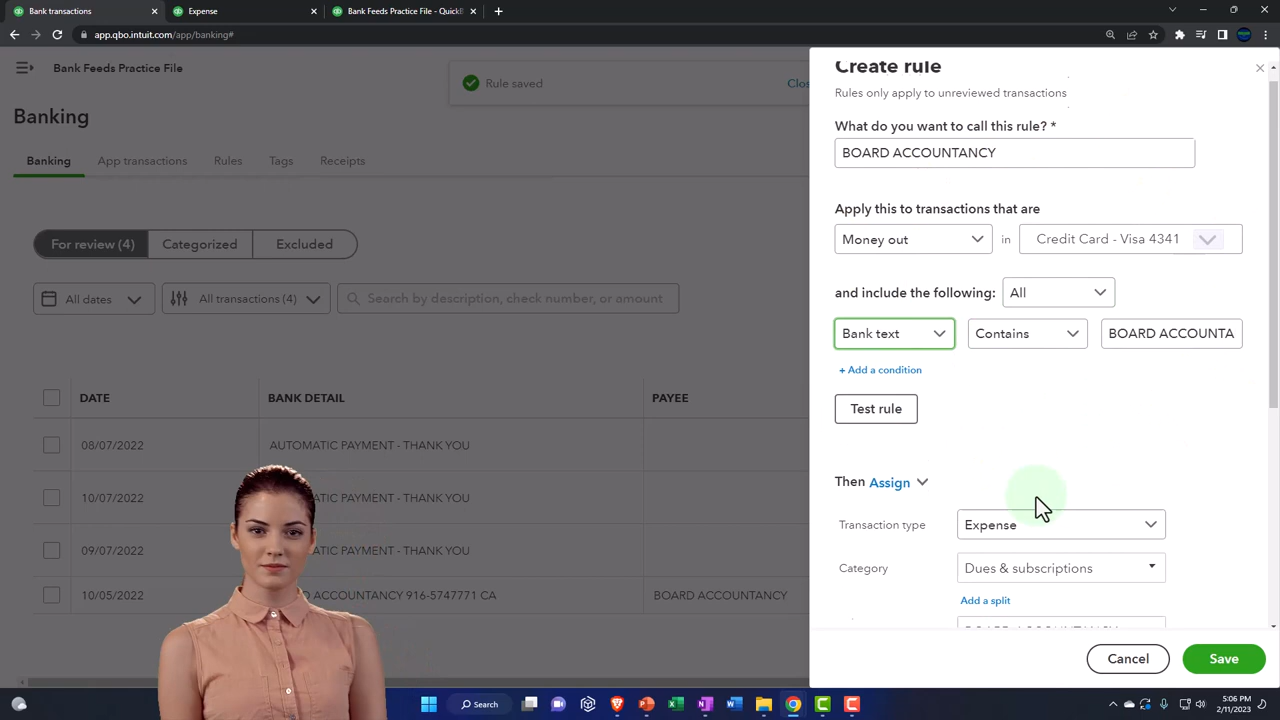 Bank transactions
Expense
Bank Feeds Practice File - QuickB
app.qbo.intuit.com/app/banking#
Bank Feeds Practice File
Rule saved
Clos
Banking
Banking
App transactions
Rules
Tags
Receipts
For review (4)
Categorized
Excluded
All dates
All transactions (4)
Search by description, check number, or amount
DATE
BANK DETAIL
PAYEE
08/07/2022
AUTOMATIC PAYMENT - THANK YOU
10/07/2022
PAYMENT - THANK YOU
09/07/2022
PAYMENT - THANK YOU
10/05/2022
ACCOUNTANCY 916-5747771 CA
BOARD ACCOUNTANCY
Create rule
Rules only apply to unreviewed transactions
What do you want to call this rule? *
BOARD ACCOUNTANCY
Apply this to transactions that are
Money out
in
Credit Card - Visa 4341
and include the following:
All
Bank text
Contains
BOARD ACCOUNTA
+ Add a condition
Test rule
Then Assign
Transaction type
Expense
Category
Dues & subscriptions
Add a split
Cancel
Save
Search
5:06 PM
2/11/2023